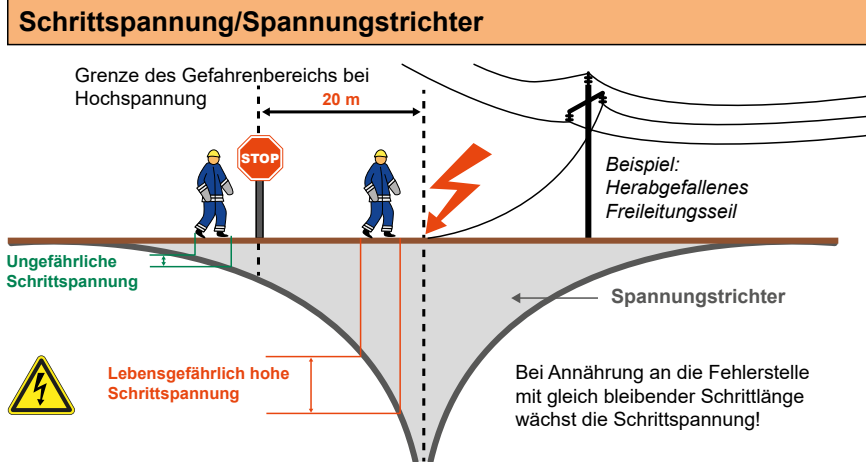 Schrittspannung/Spannungstrichter
Grenze des Gefahrenbereichs bei
Hochspannung
20 m
STOP
Beispiel:
Herabgefallenes
Freileitungsseil
Ungefährliche
Schrittspannung
Spannungstrichter
Lebensgefährlich hohe
Schrittspannung
Bei Annährung an die Fehlerstelle
mit gleich bleibender Schrittlänge
wächst die Schrittspannung!